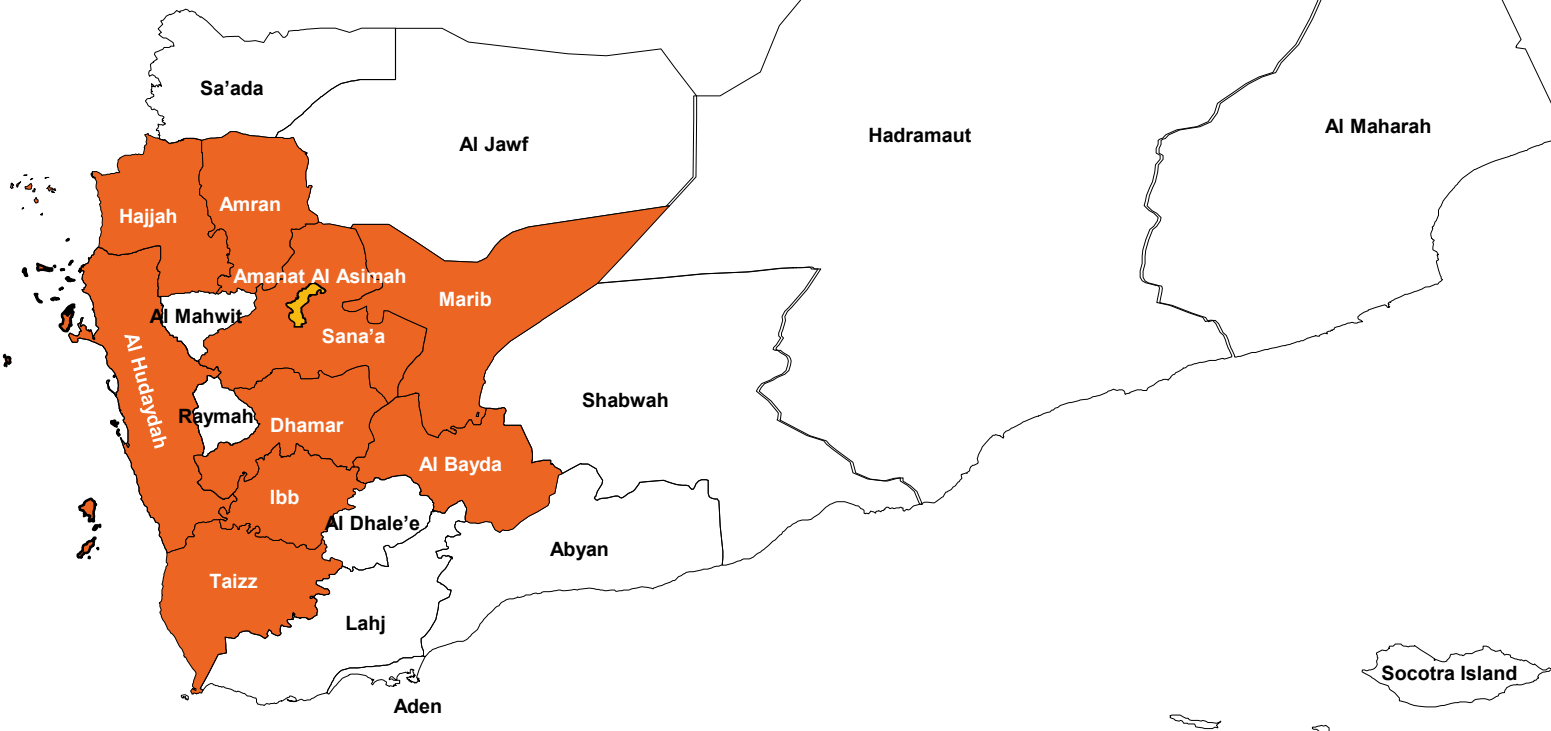 Sa’ada
Al Jawf
Hadramaut
Al Maharah
Hajjah
Amran
Amanat Al Asimah
Marib
Al Mahwit
Sana’a
Al Hudaydah
Shabwah
Raymah
Dhamar
Al Bayda
Ibb
Al Dhale’e
Abyan
Taizz
Lahj
Socotra Island
Aden